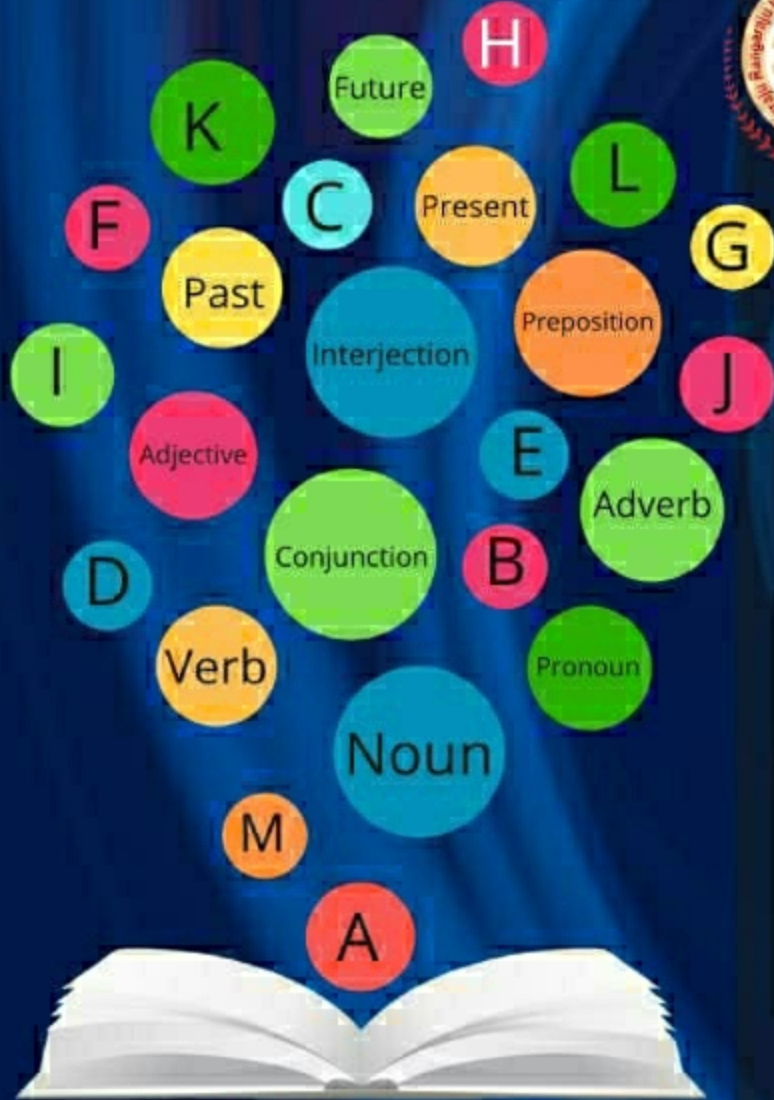 H
Future
K
L
C
Present
F
G
Past
Preposition
Interjection
I
J
Adjective
E
Adverb
Conjunction
B
D
Verb
Pronoun
Noun
M
A